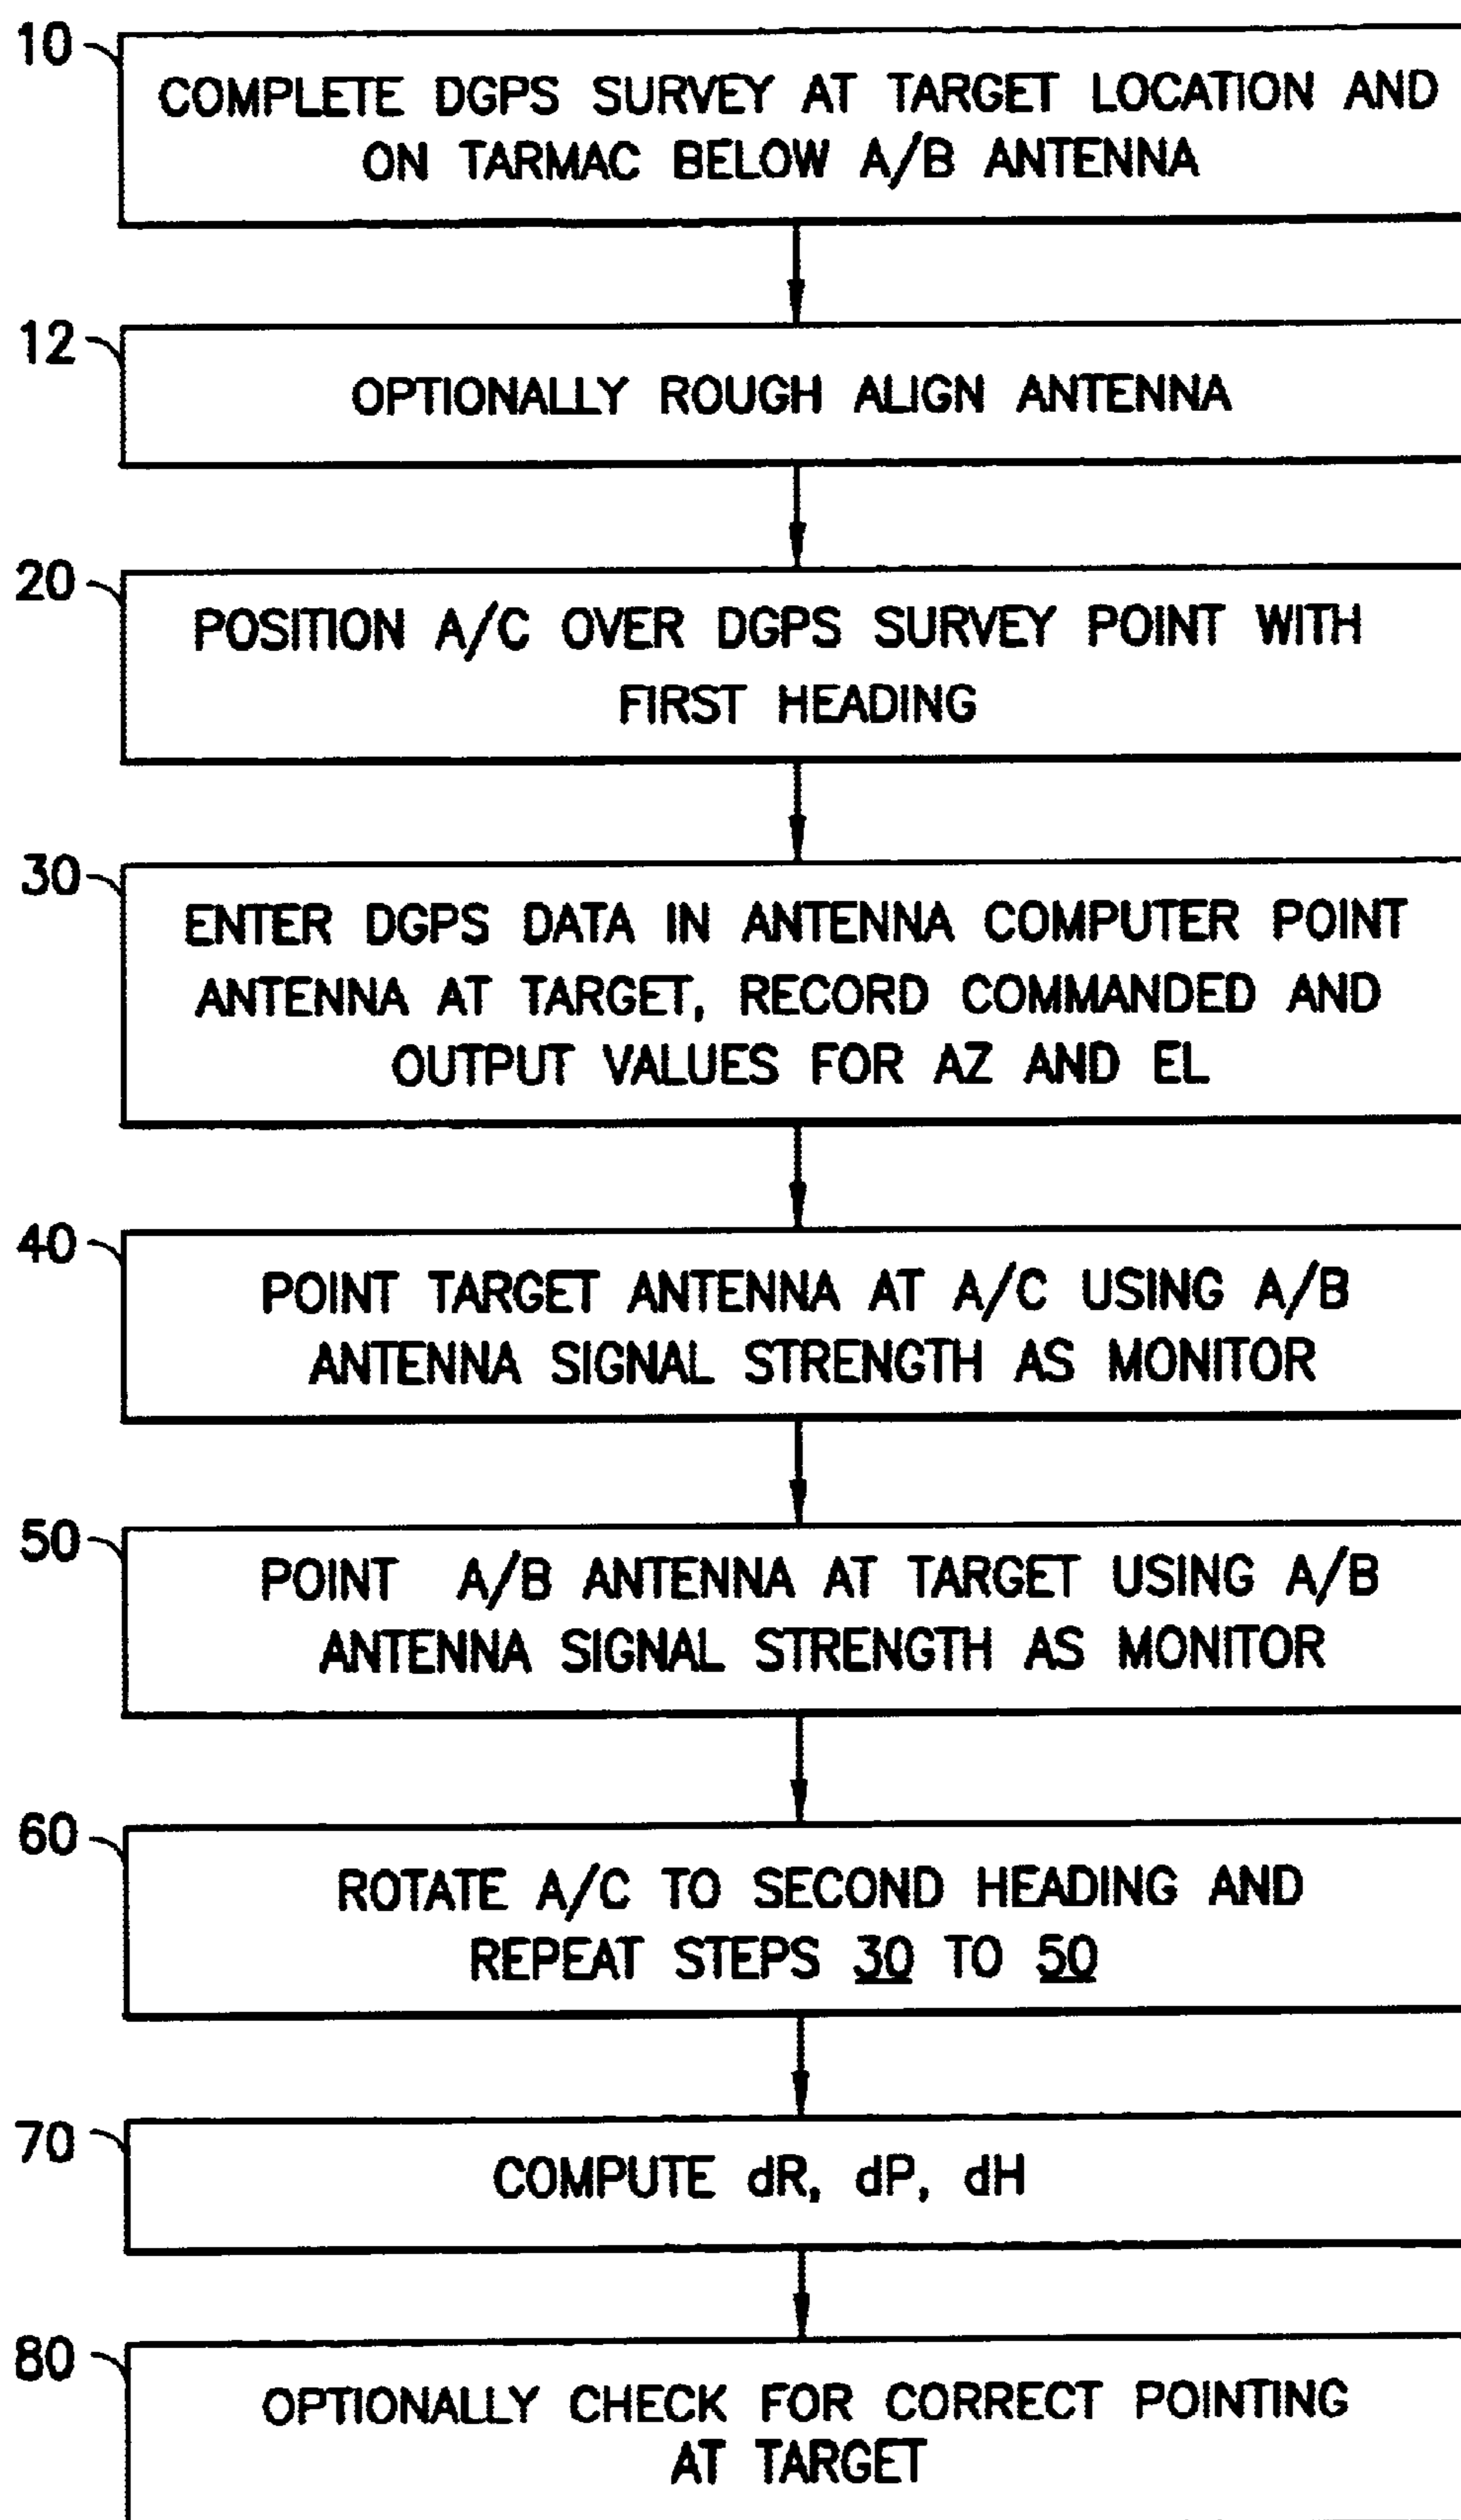 10
COMPLETE DGPS SURVEY AT TARGET LOCATION AND
ON TARMAC BELOW A/B ANTENNA
12
OPTIONALLY ROUGH ALIGN ANTENNA
20
POSITION A/C OVER DGPS SURVEY POINT WITH
FIRST HEADING
30
ENTER DGPS DATA IN ANTENNA COMPUTER POINT
ANTENNA AT TARGET, RECORD COMMANDED AND
OUTPUT VALUES FOR AZ AND EL
40
POINT TARGET ANTENNA AT A/C USING A/B
ANTENNA SIGNAL STRENGTH AS MONITOR
50
POINT A/B ANTENNA AT TARGET USING A/B
ANTENNA SIGNAL STRENGTH AS MONITOR
60
ROTATE A/C TO SECOND HEADING AND
REPEAT STEPS 30 TO 50
70
COMPUTE dR, dP, dH
80
OPTIONALLY CHECK FOR CORRECT POINTING
AT TARGET